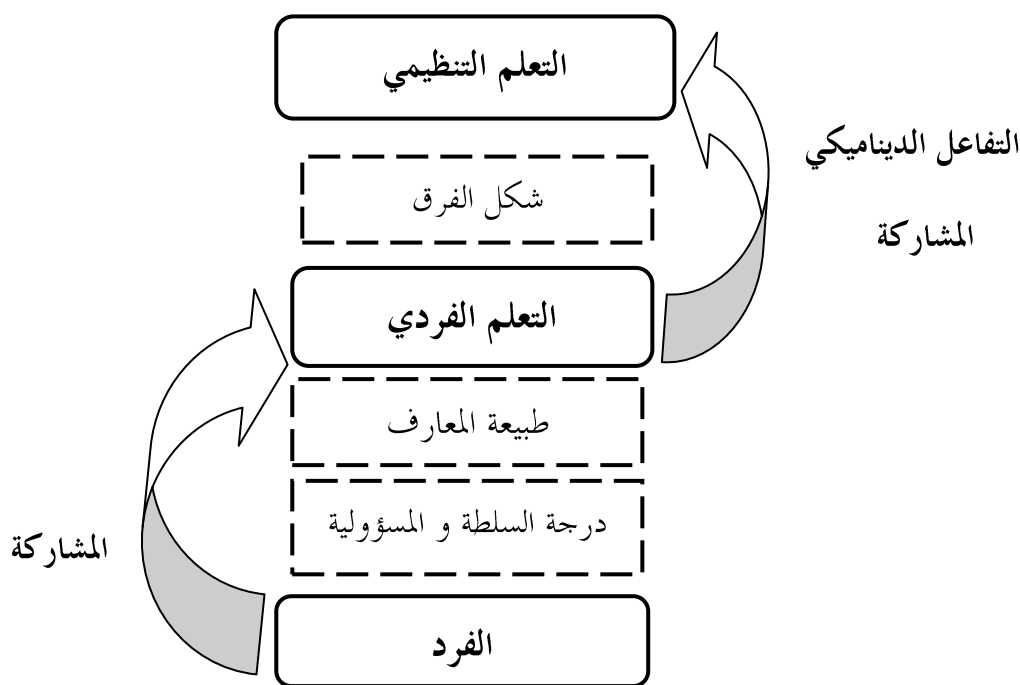 التعلم التنظيمي
التفاعل الديناميكي
شكل الفرق
المشاركة
التعلم الفردي
طبيعة المعارف
درجة السلطة و المسؤولية
المشاركة
الفرد